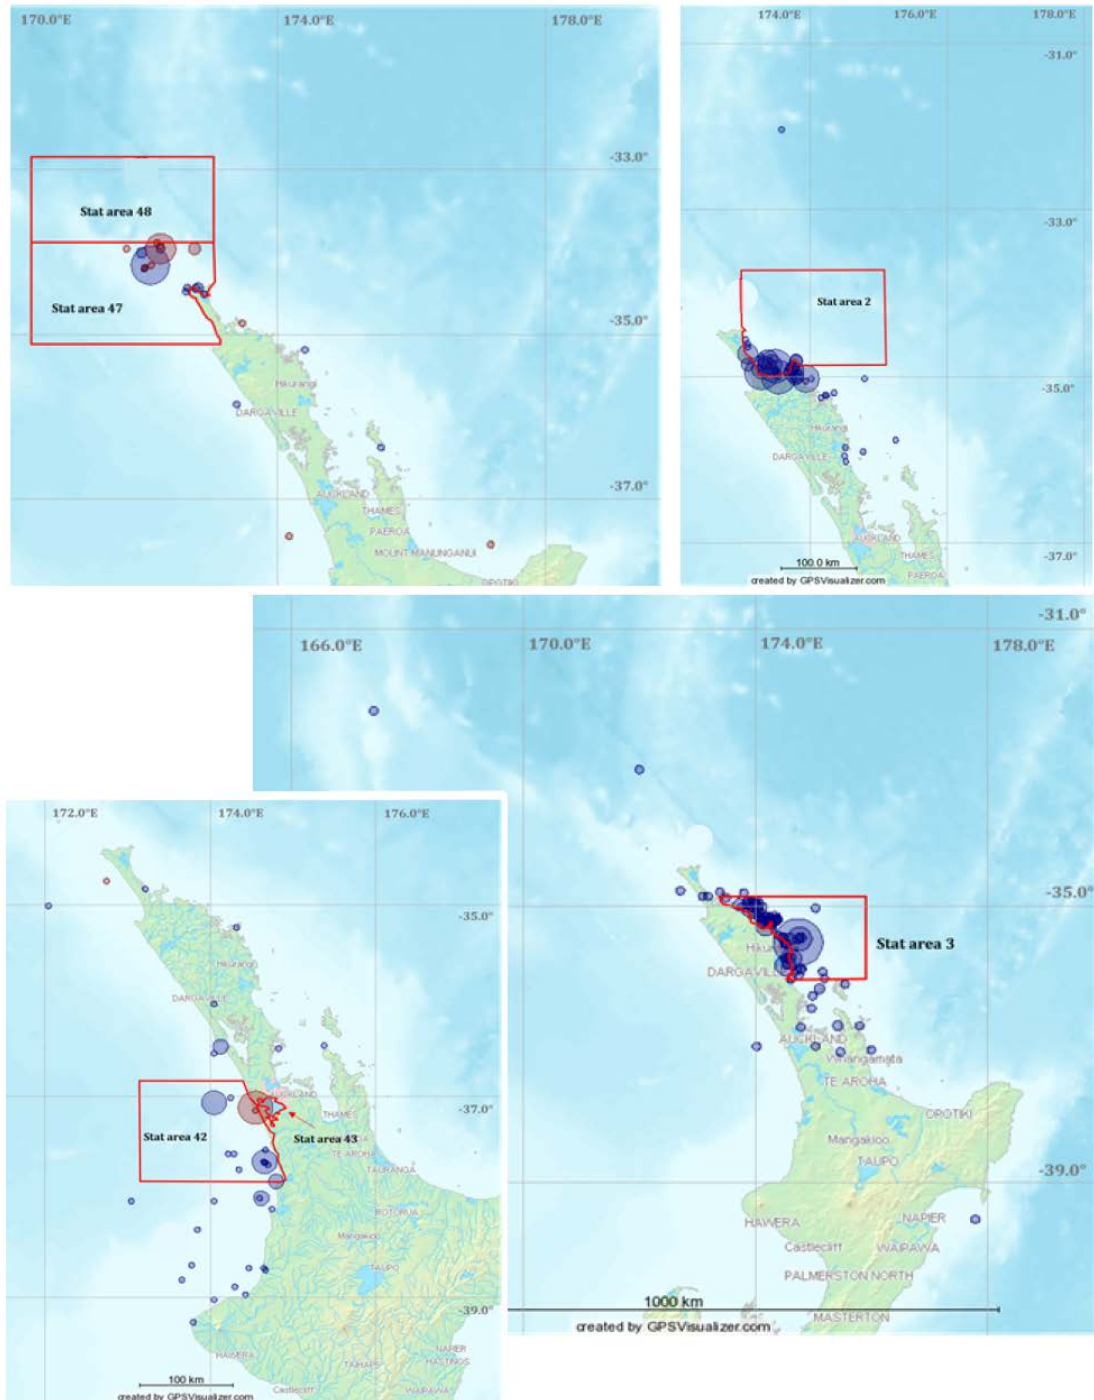 170.0°E
174.0°E
178.0°E
-33.0°
Stat area 48
Stat area 47
-35.0°
Hikurangi
DARGAVILLE
-37.0°
AUCKLAND
THAMES
PAEROA
MOUNT MANUNGANUI
OPOTIKI
174.0°E
176.0°E
178.0°E
-31.0°
-33.0°
Stat area 2
-35.0°
Hikurangi
DARGAVILLE
AUCKLAND
-37.0°
THAMES
100.0 km
PAEROA
created by GPSVisualizer.com
-31.0°
166.0°E
170.0°E
174.0°E
178.0°E
-35.0°
Stat area 3
DARGAVILL
AUCKLAND
Whangamata
TE AROHA
OPOTIKI
Mangakino
TAUPO
-39.0°
HAWERA
NAPIER
Castlecliff
WAIPAWA
PALMERSTON NORTH
1000 km
MASTERTON
created by GPSVisualizer.com
172.0°E
174.0°E
176.0°E
-35.0°
Hikurangi
DARGAVILLE
-37.0°
THAMES
Stat area 42
Stat area 43
TE AROHA
TAURANGA
ROTORUA
Mangakino
TAUPO
-39.0°
HAWERA
TAIHAPE
NAPIER
HASTINGS
100 km
Castlecliff
WAIPAWA
created by GPSVisualizer.com